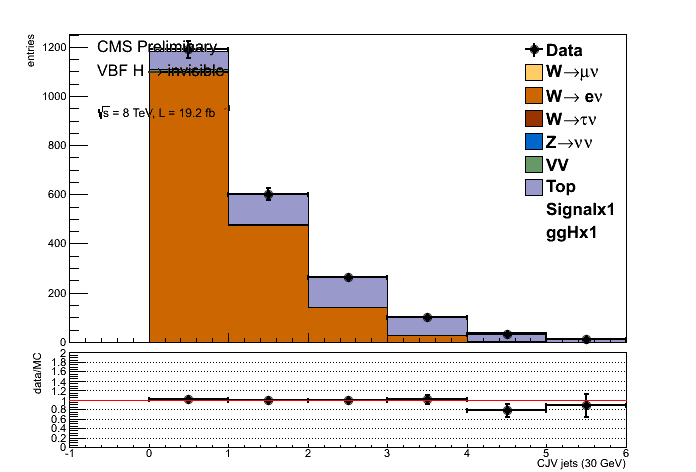 entries
1200
1000
800
600
400
200
0
CMS Preliminary
VBF H → invisible
√s = 8 TeV, L = 19.2 fb
Data
W→μν
W→ eν
W→τν
Z→νν
VV
Top
Signalx1
ggHx1
data/MC
2
1.8
1.6
1.4
1.2
1
0.8
0.6
0.4
0.2
0
-1 0 1 2 3 4 5 6
CJV jets (30 GeV)